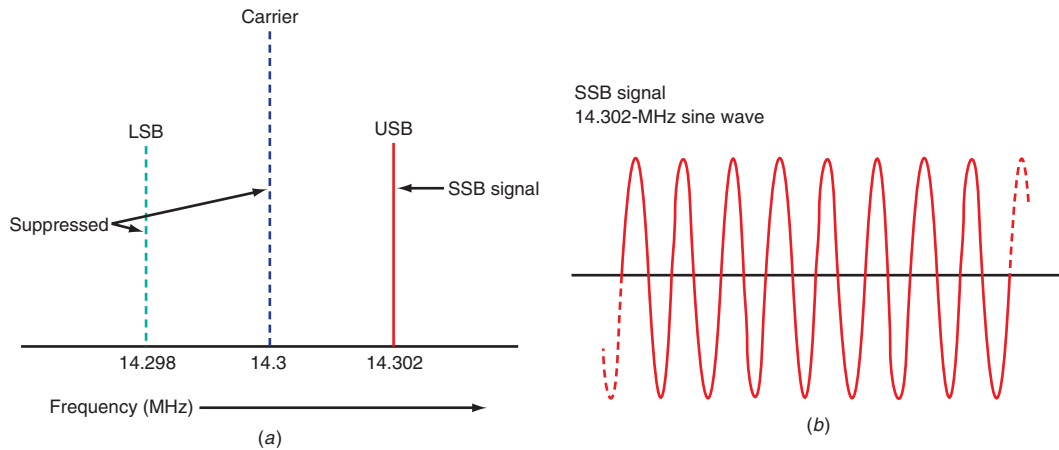 Carrier
LSB
USB
SSB signal
Suppressed
14.298
14.3
14.302
Frequency (MHz)
(a)
SSB signal
14.302-MHz sine wave
(b)